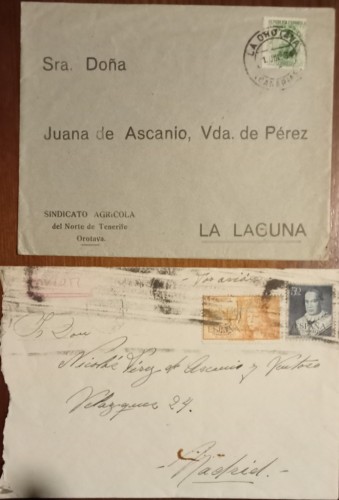 LA OROTAVA
Sra. Doña
Juana de Ascanio, Vda. de Pérez
SINDICATO AGRICOLA
del Norte de Tenerife
Orotava.
LA LAGUNA
Por avión
Sr. Don
Nicolás Pérez de Ascanio y Ventoso
Velazquez 24.
Madrid.-